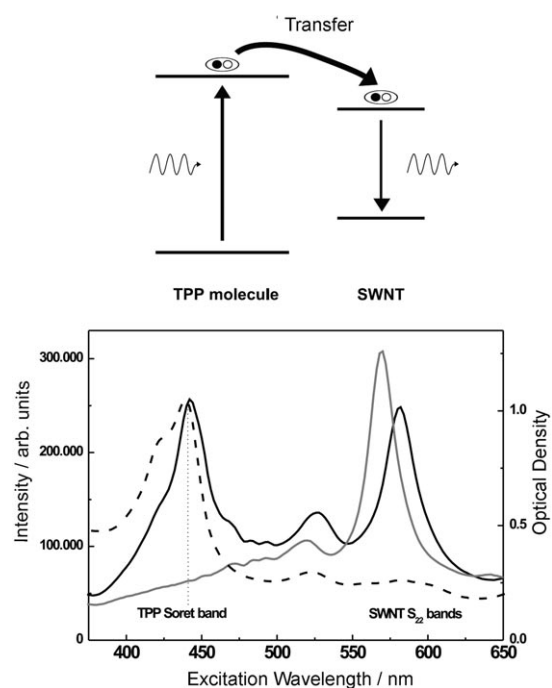 Transfer
TPP molecule SWNT
Intensity / arb. units
300.000
200.000
100.000
0
TPP Soret band
SWNT S₂₂ bands
1.0
0.5
0.0
Optical Density
400 450 500 550 600 650
Excitation Wavelength / nm